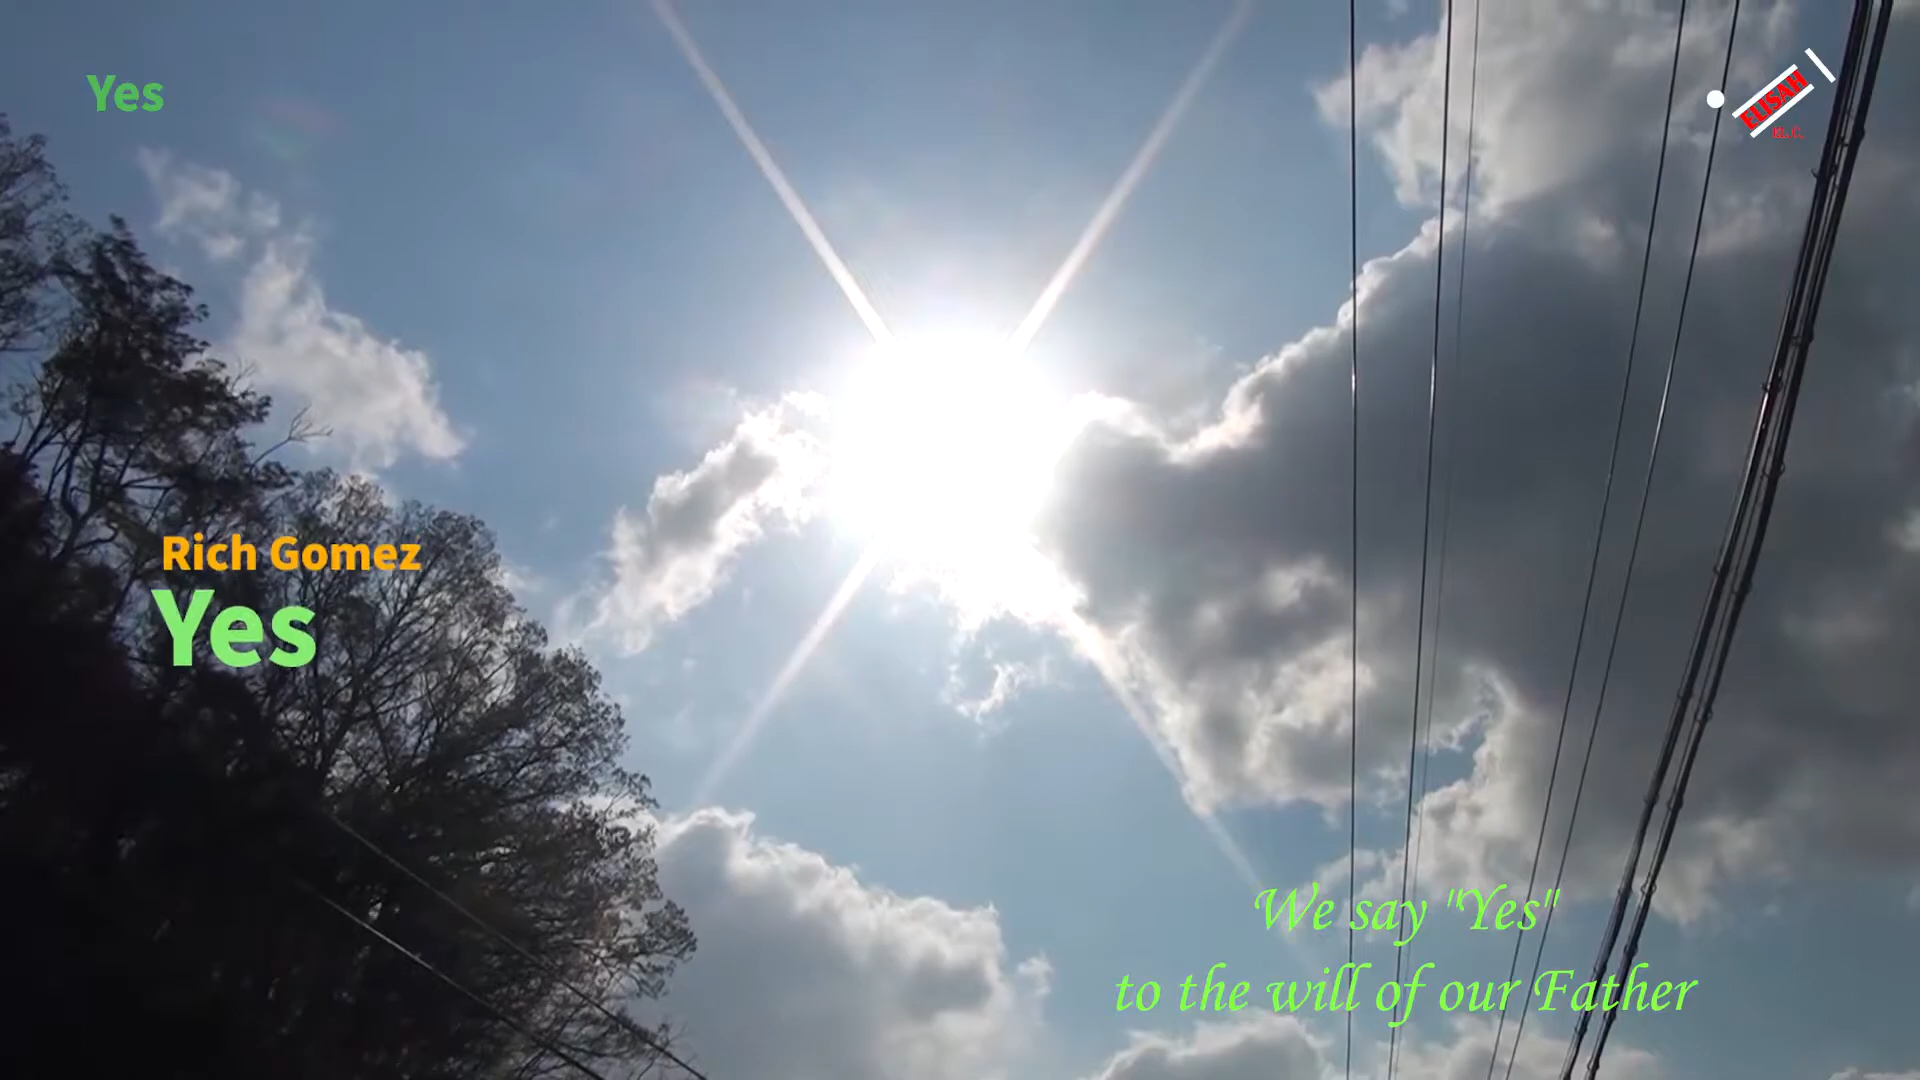 Yes
ELISAH
Rich Gomez
Yes
We say "Yes"
to the will of our Father